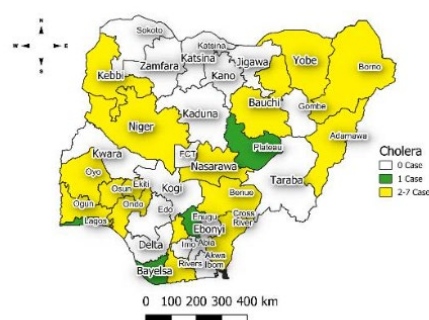 N
W E
S
Sokoto
Katsina
Katsina
Zamfara
Jigawa
Kano
Yobe
Borno
Kebbi
Bauchi
Kaduna
Gombe
Niger
Adamawa
Plateau
FCT
Nasarawa
Kwara
Taraba
Oyo
Kogi
Ekiti
Osun
Benue
Ondo
Ogun
Edo
Enugu
Cross
River
Lagos
Ebonyi
Delta
Imo
Abia
Akwa
Ibom
Rivers
Bayelsa
Cholera
0 Case
1 Case
2-7 Case
0 100 200 300 400 km